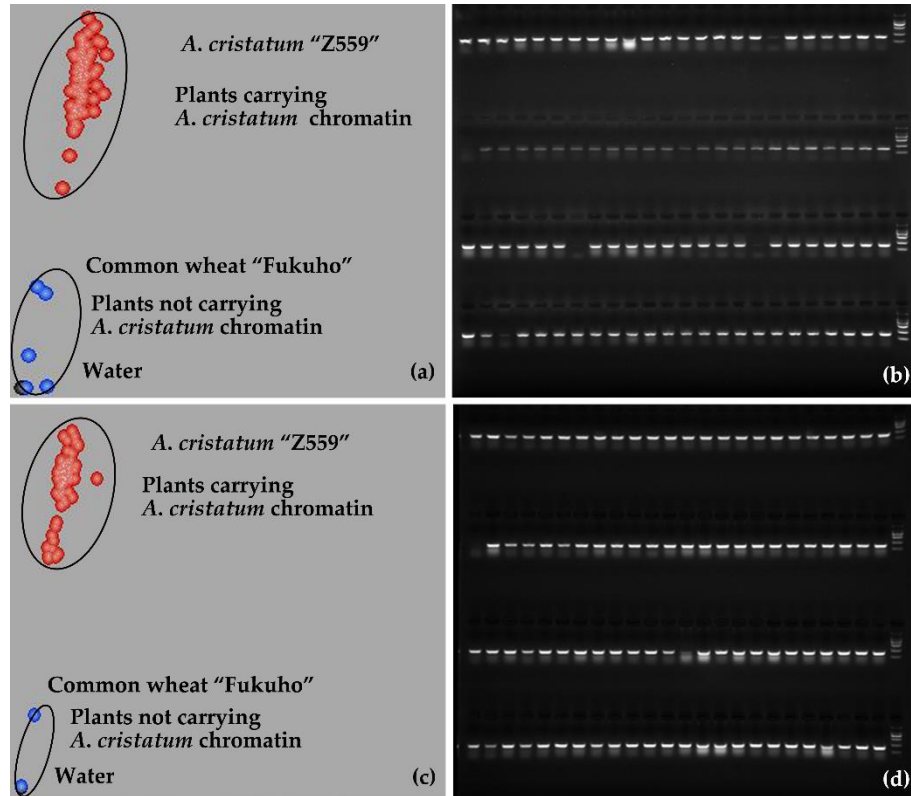 A. cristatum “Z559”
Plants carrying
A. cristatum chromatin
Common wheat “Fukuho”
Plants not carrying
A. cristatum chromatin
Water
(a)
(b)
A. cristatum “Z559”
Plants carrying
A. cristatum chromatin
Common wheat “Fukuho”
Plants not carrying
A. cristatum chromatin
Water
(c)
(d)